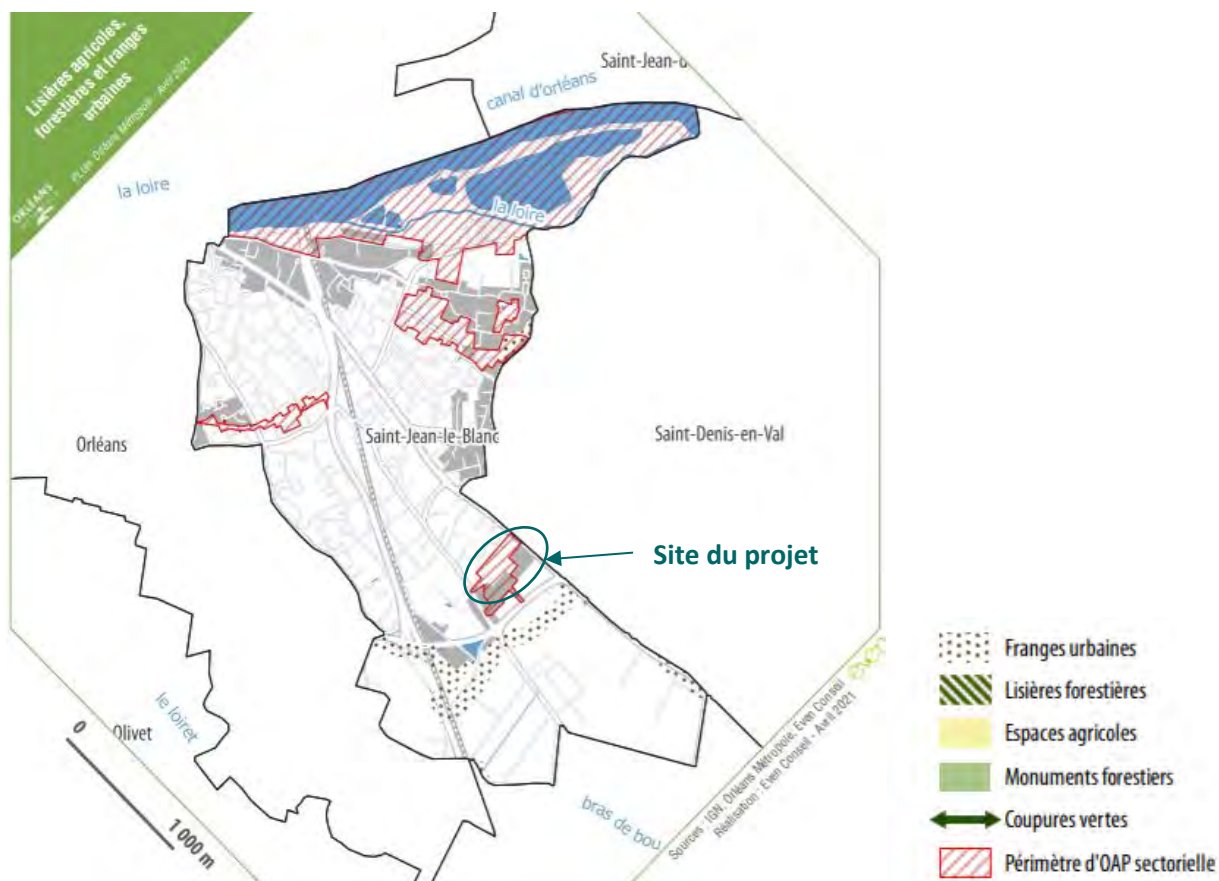 Lisières agricoles,
forestières et franges
urbaines
Orléans Métropole - Avril 2021
ORLÉANS
Saint-Jean-d
canal d'orléans
la loire
la loire
Orléans
Saint-Jean-le-Blanc
Saint-Denis-en-Val
Site du projet
Olivet
le loiret
bras de bou
0
1 000 m
Sources : IGN, Orléans Métropole, Even Conseil
Réalisation : Even Conseil - Avril 2021
even
Franges urbaines
Lisières forestières
Espaces agricoles
Monuments forestiers
Coupures vertes
Périmètre d'OAP sectorielle